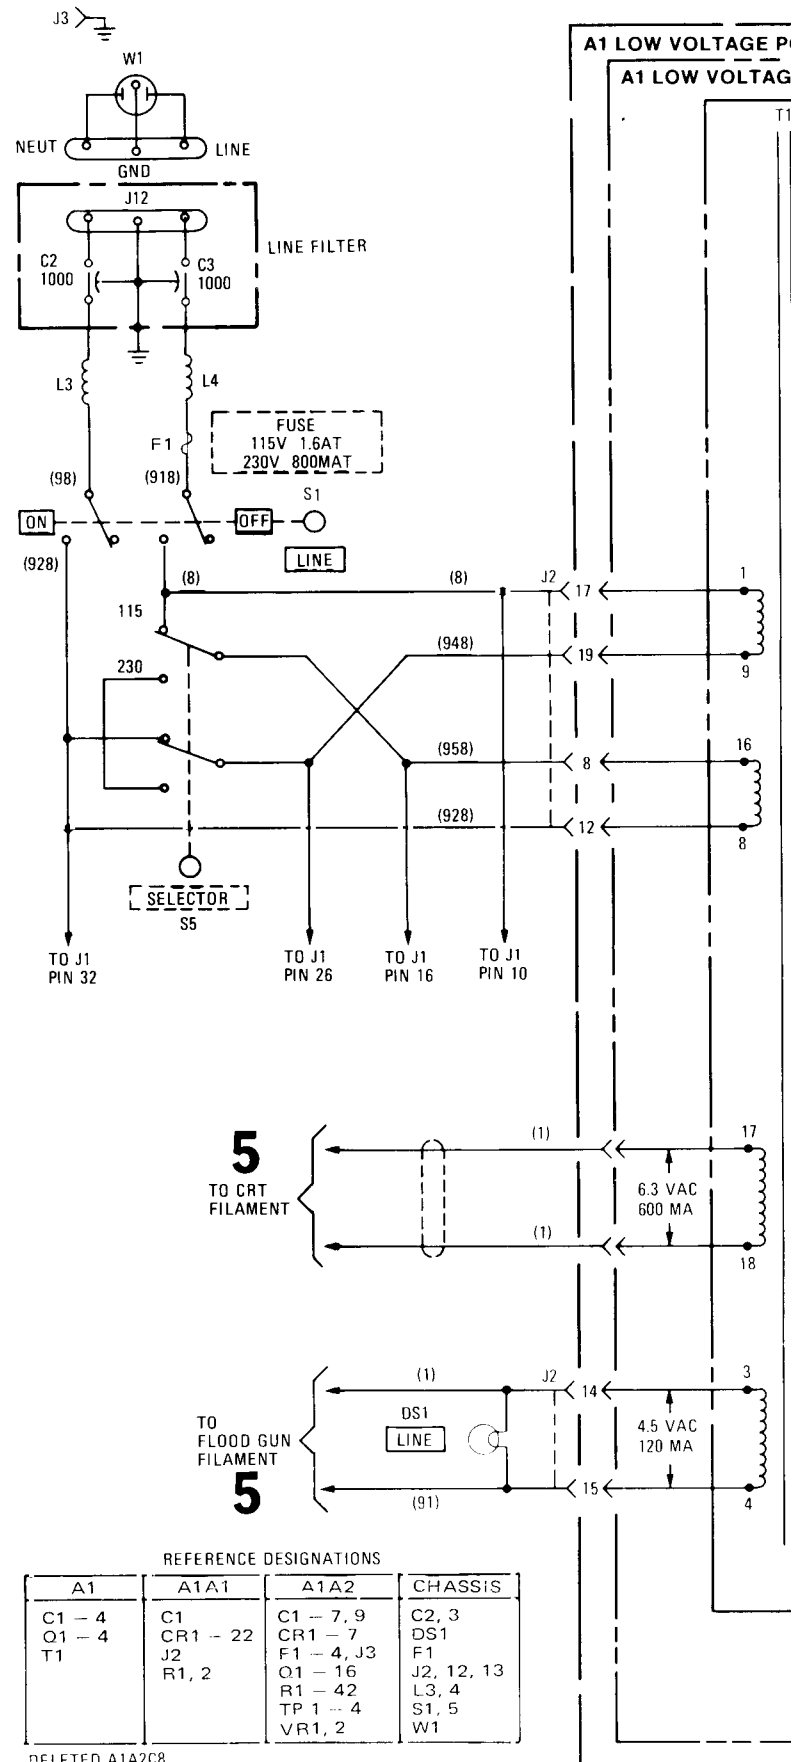 J3
A1 LOW VOLTAGE P
A1 LOW VOLTAG
W1
T1
NEUT
LINE
GND
J12
LINE FILTER
C2
1000
C3
1000
L3
L4
F1
FUSE
115V 1.6AT
230V 800MAT
(98)
(918)
S1
ON
OFF
LINE
(928)
(8)
(8)
J2
17
1
115
(948)
19
9
230
(958)
8
16
(928)
12
8
SELECTOR
S5
TO J1
PIN 32
TO J1
PIN 26
TO J1
PIN 16
TO J1
PIN 10
5
TO CRT
FILAMENT
(1)
17
6.3 VAC
600 MA
(1)
18
(1)
J2
14
3
TO
FLOOD GUN
FILAMENT
5
DS1
LINE
4.5 VAC
120 MA
(91)
15
4
REFERENCE DESIGNATIONS
A1 A1A1 A1A2 CHASSIS
C1 – 4 C1 C1 – 7, 9 C2, 3
Q1 – 4 CR1 – 22 CR1 – 7 DS1
T1 J2 F1 – 4, J3 F1
R1, 2 Q1 – 16 J2, 12, 13
R1 – 42 L3, 4
TP 1 – 4 S1, 5
VR1, 2 W1
DELETED A1A2C8